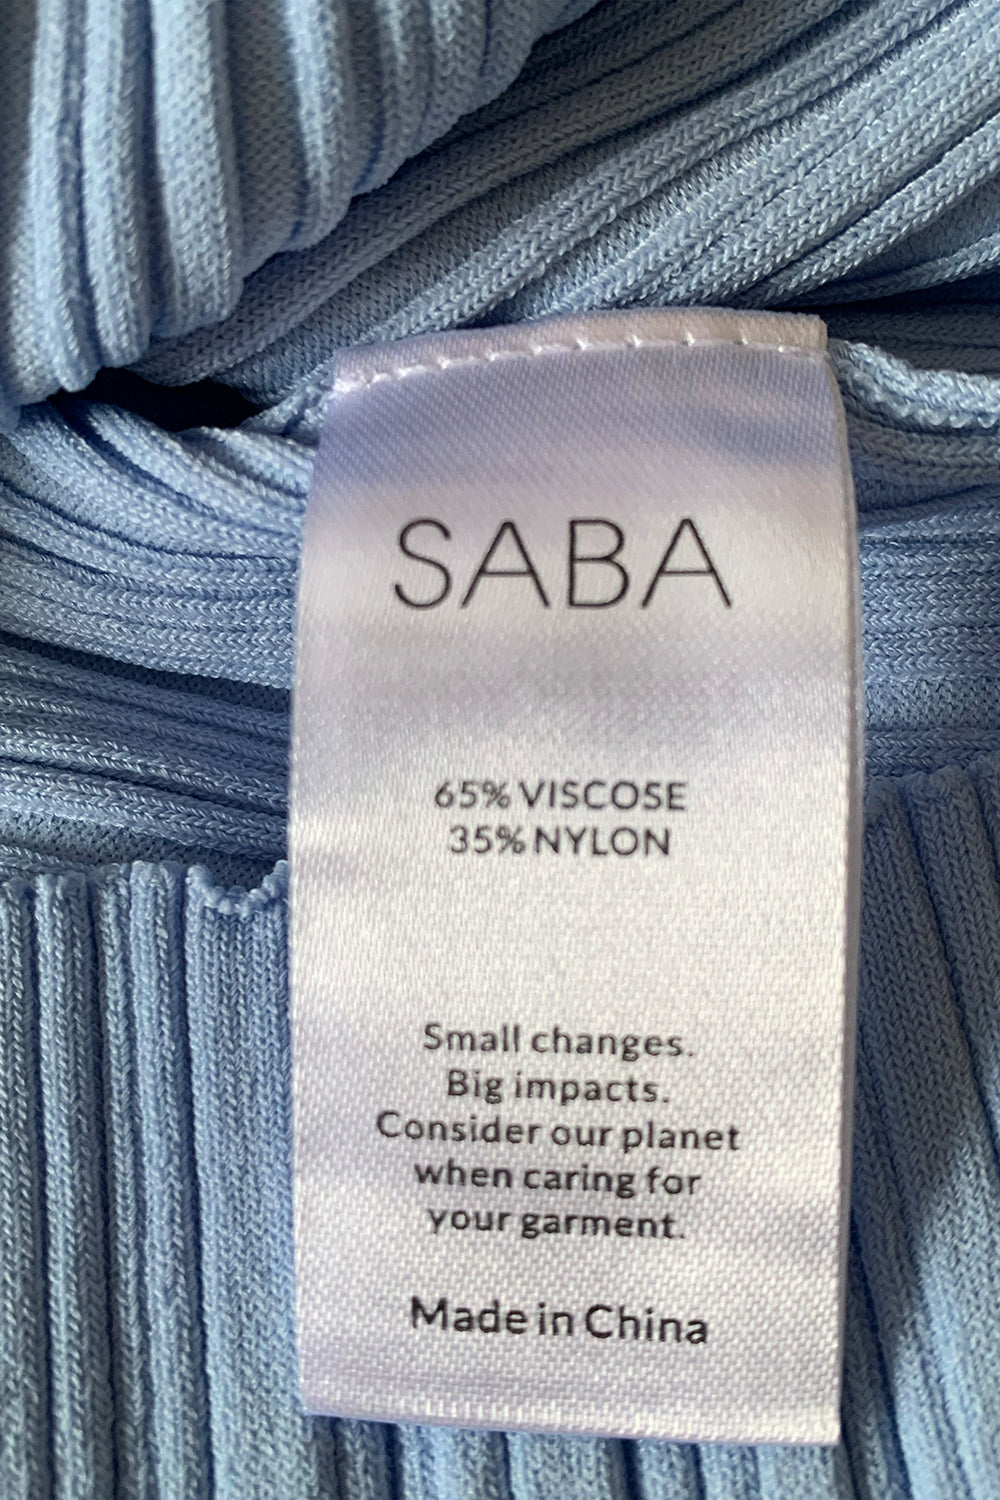 SABA
65% VISCOSE
35% NYLON
Small changes.
Big impacts.
Consider our planet
when caring for
your garment.
Made in China